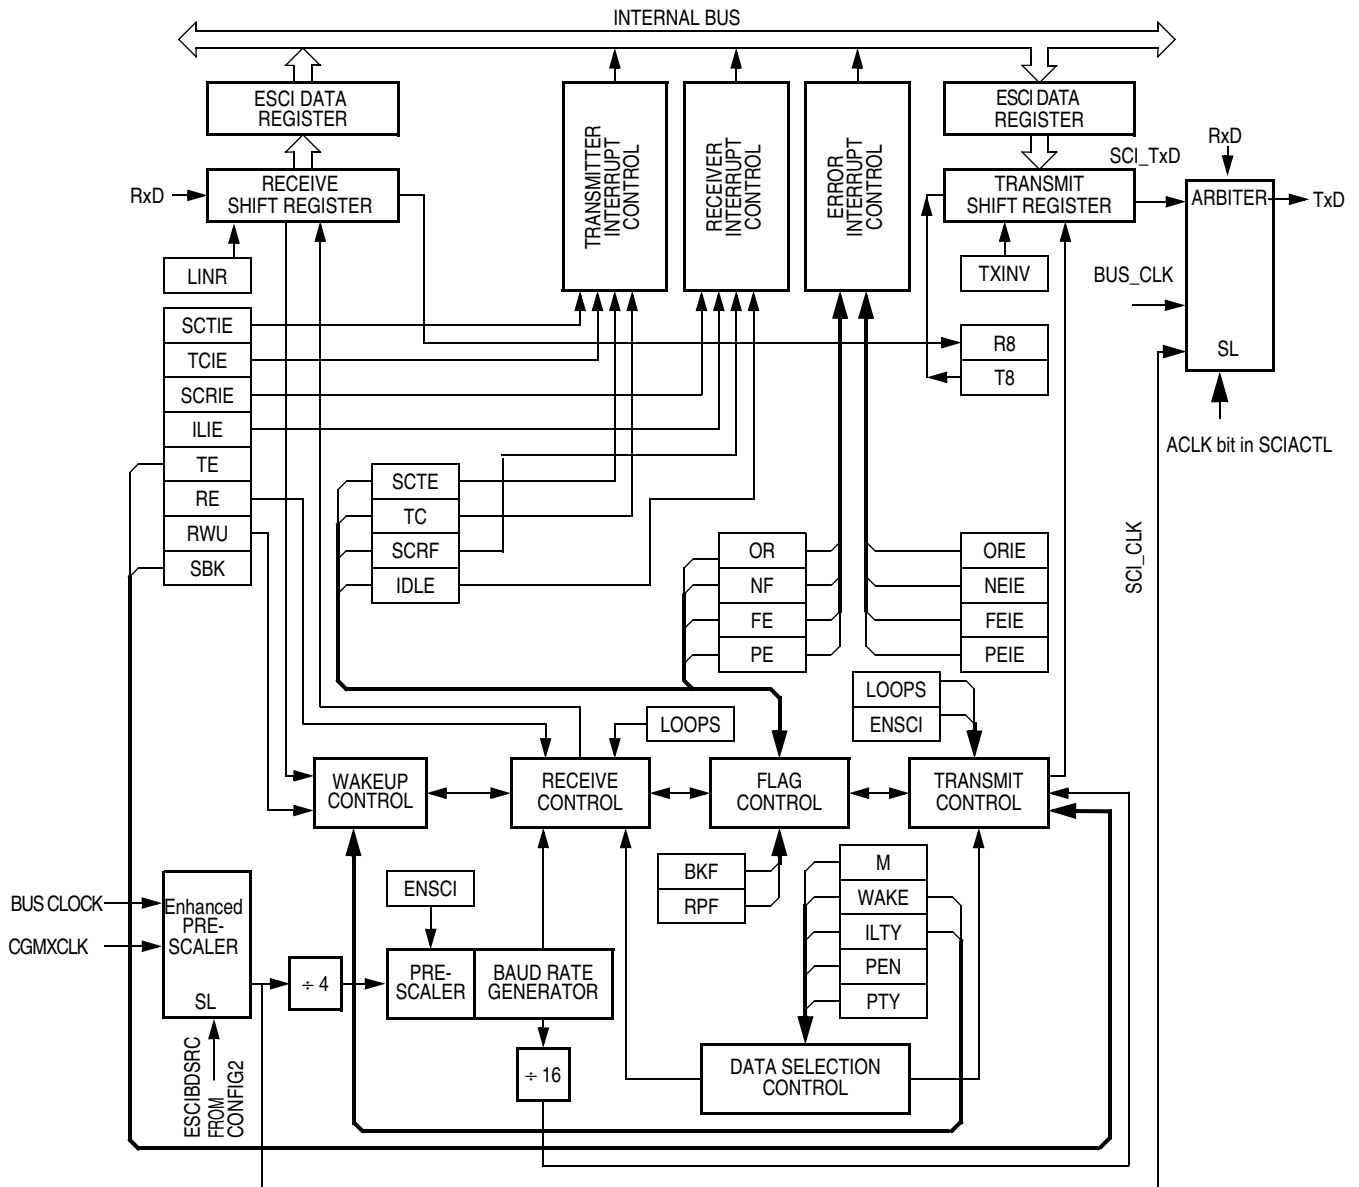 INTERNAL BUS
ESCI DATA
REGISTER
RxD
RECEIVE
SHIFT REGISTER
LINR
TRANSMITTER
INTERRUPT
CONTROL
RECEIVER
INTERRUPT
CONTROL
ERROR
INTERRUPT
CONTROL
ESCI DATA
REGISTER
TRANSMIT
SHIFT REGISTER
SCI_TxD
TXINV
RxD
ARBITER
TxD
BUS_CLK
SL
ACLK bit in SCIACTL
R8
T8
SCTIE
TCIE
SCRIE
ILIE
TE
RE
RWU
SBK
SCTE
TC
SCRF
IDLE
OR
NF
FE
PE
ORIE
NEIE
FEIE
PEIE
SCI_CLK
LOOPS
LOOPS
ENSCI
WAKEUP
CONTROL
RECEIVE
CONTROL
FLAG
CONTROL
TRANSMIT
CONTROL
BKF
RPF
M
WAKE
ILTY
PEN
PTY
BUS CLOCK
CGMXCLK
Enhanced
PRE-
SCALER
SL
ESCIBDSRC
FROM
CONFIG2
÷ 4
ENSCI
PRE-
SCALER
BAUD RATE
GENERATOR
÷ 16
DATA SELECTION
CONTROL